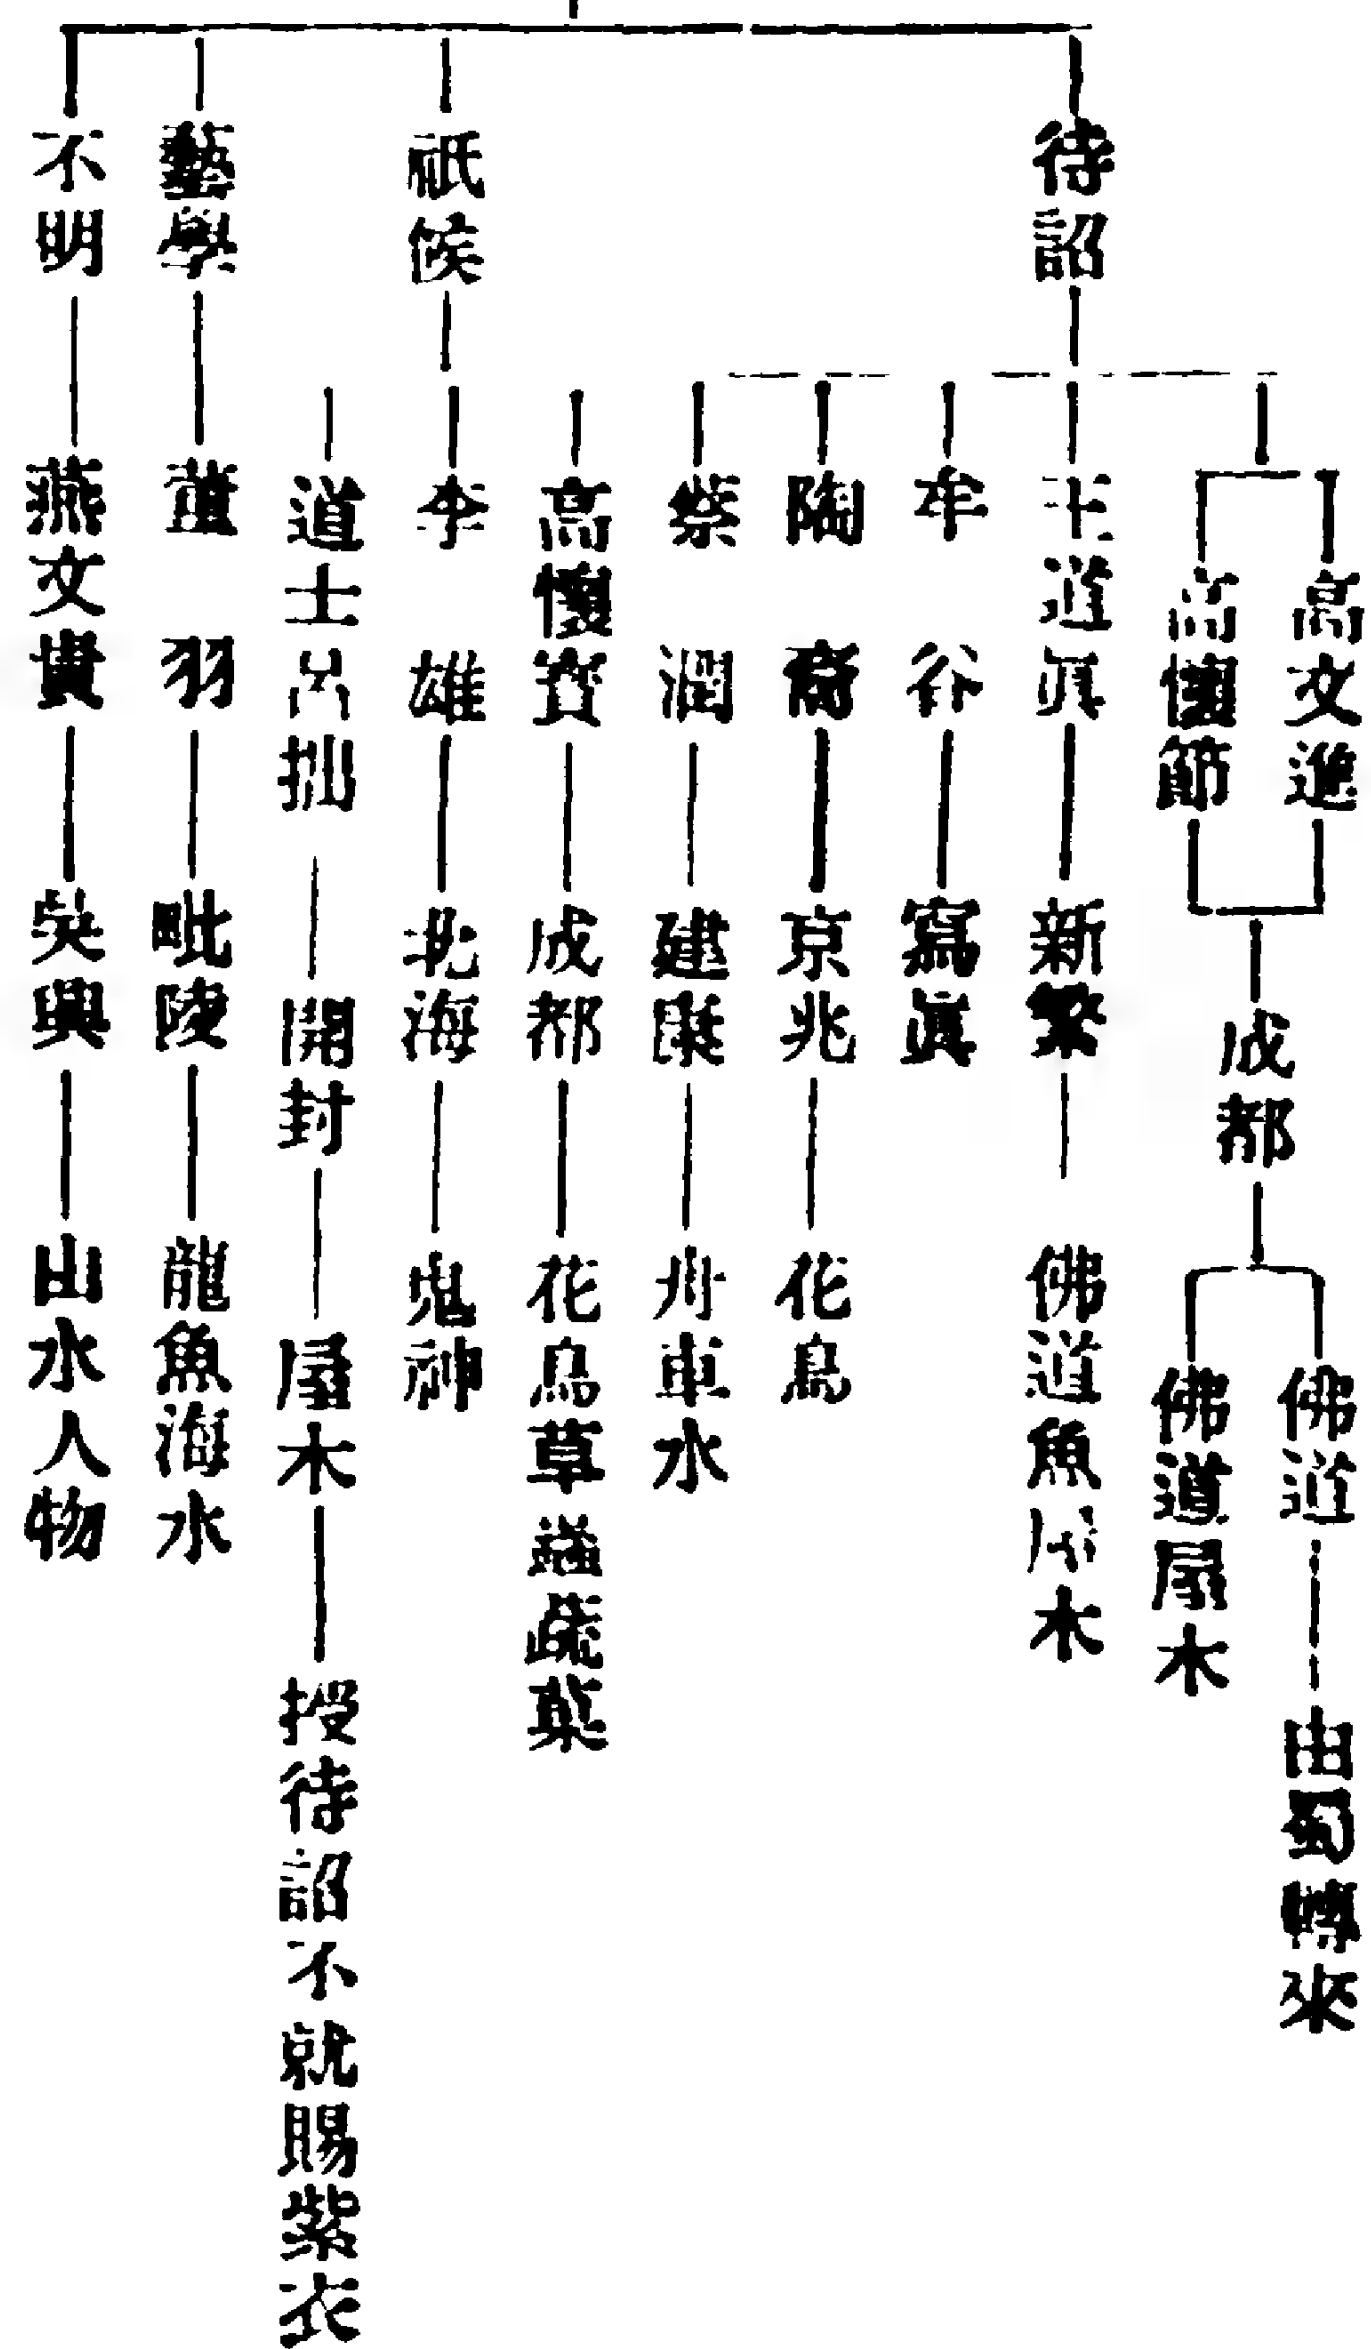 待詔
高文進
高懷節
成都
佛道
由蜀轉來
佛道屋木
王道眞
新繁
佛道魚屋木
牟谷
寫眞
陶裔
京兆
花鳥
祭潤
建康
舟車水
高懷寶
成都
花鳥草蟲蔬菓
祇候
李雄
北海
鬼神
道士呂拙
開封
屋木
授待詔不就賜紫衣
藝學
董羽
毗陵
龍魚海水
不明
燕文貴
吳興
山水人物